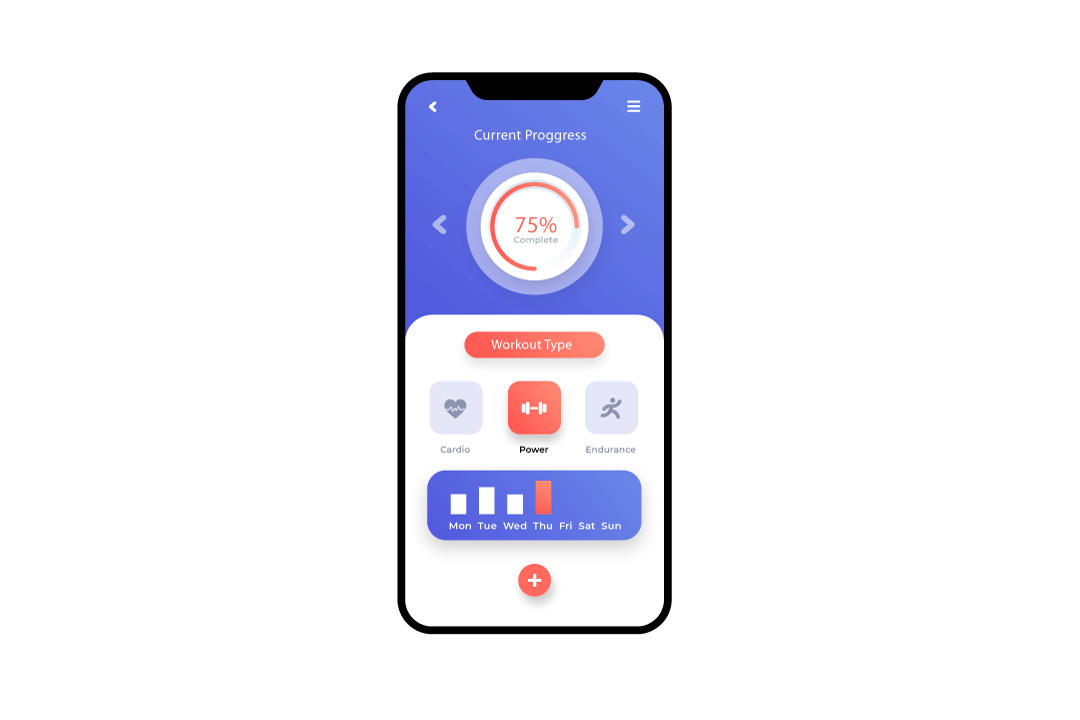 Current Proggress
75%
Complete
Workout Type
Cardio Power Endurance
Mon Tue Wed Thu Fri Sat Sun